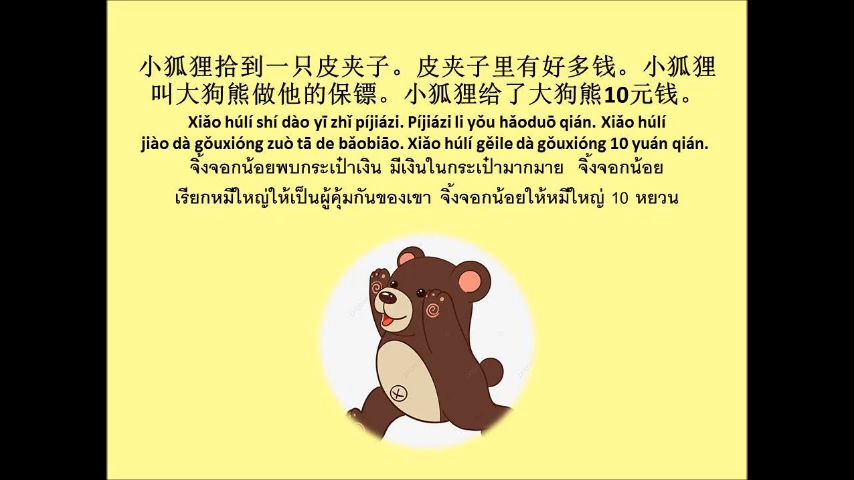 小狐狸拾到一只皮夹子。皮夹子里有好多钱。小狐狸
叫大狗熊做他的保镖。小狐狸给了大狗熊10元钱。
Xiǎo húlí shí dào yī zhǐ píjiázi. Píjiázi li yǒu hǎoduō qián. Xiǎo húlí
jiào dà gǒuxióng zuò tā de bǎobiāo. Xiǎo húlí gěile dà gǒuxióng 10 yuán qián.
จิ้งจอกน้อยพบกระเป๋าเงิน มีเงินในกระเป๋ามากมาย จิ้งจอกน้อย
เรียกหมีใหญ่ให้เป็นผู้คุ้มกันของเขา จิ้งจอกน้อยให้หมีใหญ่ 10 หยวน